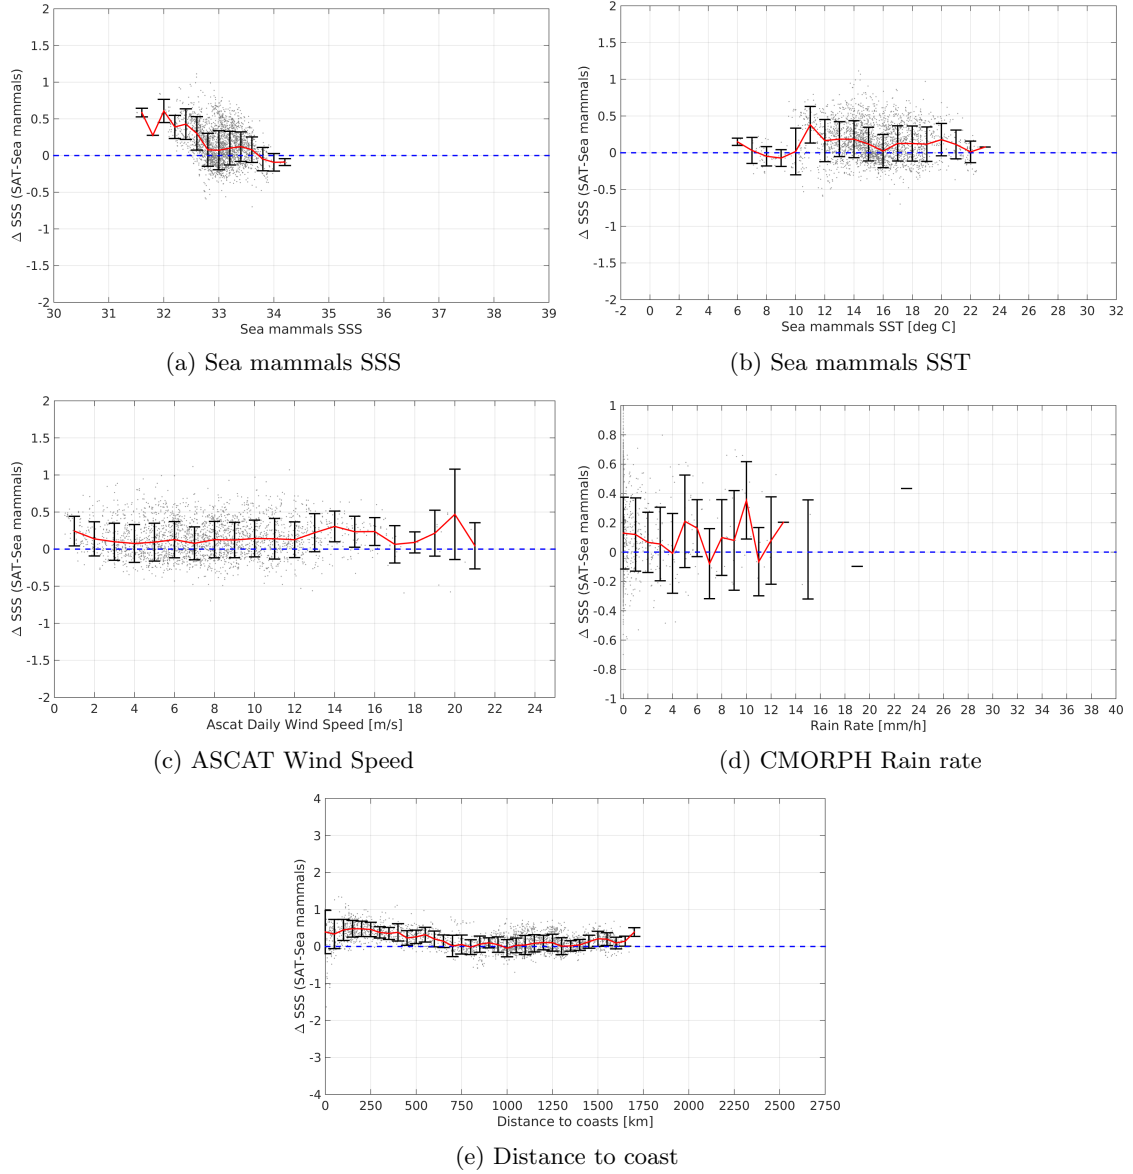 2
1.5
1
0.5
0
-0.5
-1
-1.5
-2
Δ SSS (SAT-Sea mammals)
30 31 32 33 34 35 36 37 38 39
Sea mammals SSS
(a) Sea mammals SSS
2
1.5
1
0.5
0
-0.5
-1
-1.5
-2
Δ SSS (SAT-Sea mammals)
-2 0 2 4 6 8 10 12 14 16 18 20 22 24 26 28 30 32
Sea mammals SST [deg C]
(b) Sea mammals SST
2
1.5
1
0.5
0
-0.5
-1
-1.5
-2
Δ SSS (SAT-Sea mammals)
0 2 4 6 8 10 12 14 16 18 20 22 24
Ascat Daily Wind Speed [m/s]
(c) ASCAT Wind Speed
1
0.8
0.6
0.4
0.2
0
-0.2
-0.4
-0.6
-0.8
-1
Δ SSS (SAT-Sea mammals)
0 2 4 6 8 10 12 14 16 18 20 22 24 26 28 30 32 34 36 38 40
Rain Rate [mm/h]
(d) CMORPH Rain rate
4
3
2
1
0
-1
-2
-3
-4
Δ SSS (SAT-Sea mammals)
0 250 500 750 1000 1250 1500 1750 2000 2250 2500 2750
Distance to coasts [km]
(e) Distance to coast